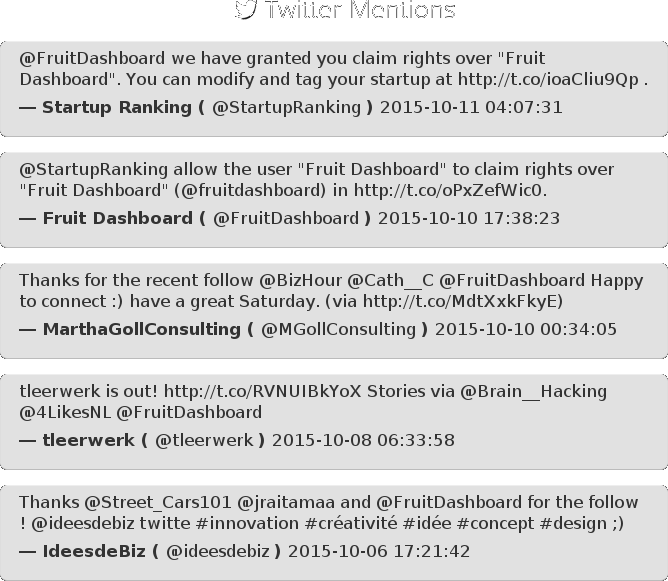 Twitter Mentions
@FruitDashboard we have granted you claim rights over "Fruit
Dashboard". You can modify and tag your startup at http://t.co/ioaCliu9Qp .
— Startup Ranking ( @StartupRanking ) 2015-10-11 04:07:31
@StartupRanking allow the user "Fruit Dashboard" to claim rights over
"Fruit Dashboard" (@fruitdashboard) in http://t.co/oPxZefWic0.
— Fruit Dashboard ( @FruitDashboard ) 2015-10-10 17:38:23
Thanks for the recent follow @BizHour @Cath__C @FruitDashboard Happy
to connect :) have a great Saturday. (via http://t.co/MdtXxkFkyE)
— MarthaGollConsulting ( @MGollConsulting ) 2015-10-10 00:34:05
tleerwerk is out! http://t.co/RVNUIBkYoX Stories via @Brain__Hacking
@4LikesNL @FruitDashboard
— tleerwerk ( @tleerwerk ) 2015-10-08 06:33:58
Thanks @Street_Cars101 @jraitamaa and @FruitDashboard for the follow
! @ideesdebiz twitte #innovation #créativité #idée #concept #design ;)
— IdeesdeBiz ( @ideesdebiz ) 2015-10-06 17:21:42